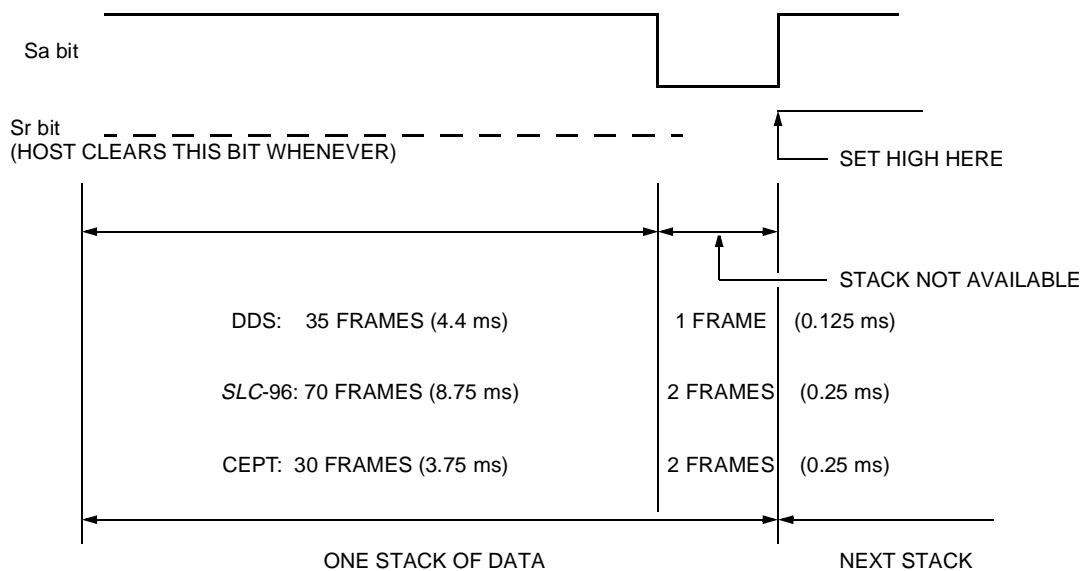 Sa bit
Sr bit
(HOST CLEARS THIS BIT WHENEVER)
SET HIGH HERE
STACK NOT AVAILABLE
DDS: 35 FRAMES (4.4 ms) 1 FRAME (0.125 ms)
SLC-96: 70 FRAMES (8.75 ms) 2 FRAMES (0.25 ms)
CEPT: 30 FRAMES (3.75 ms) 2 FRAMES (0.25 ms)
ONE STACK OF DATA NEXT STACK